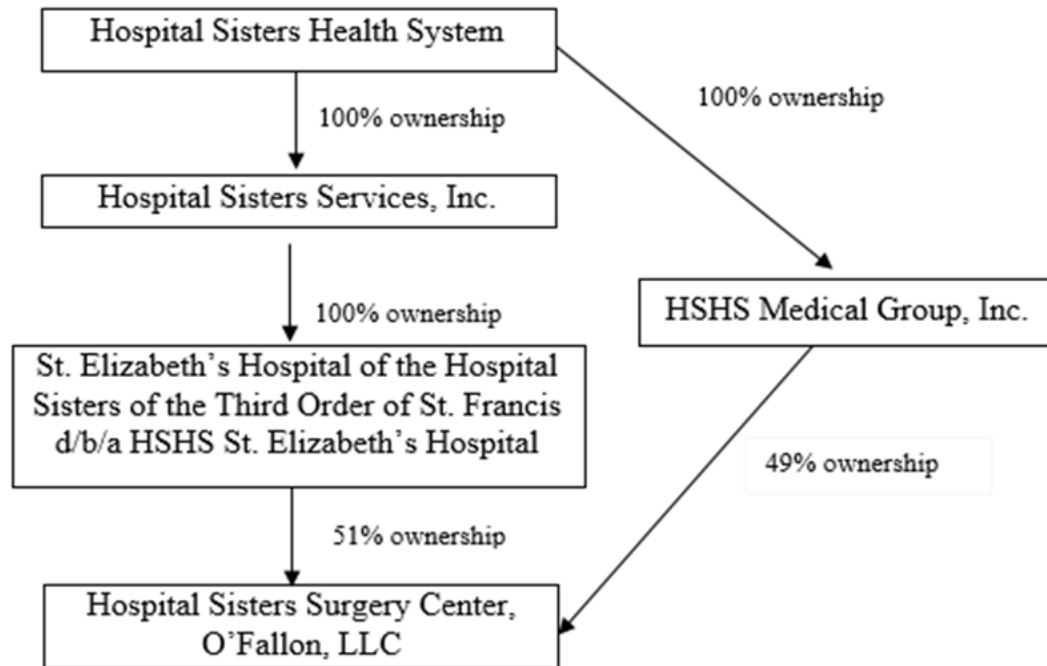 Hospital Sisters Health System
100% ownership
100% ownership
Hospital Sisters Services, Inc.
100% ownership
HSHS Medical Group, Inc.
St. Elizabeth’s Hospital of the Hospital
Sisters of the Third Order of St. Francis
d/b/a HSHS St. Elizabeth’s Hospital
49% ownership
51% ownership
Hospital Sisters Surgery Center,
O’Fallon, LLC